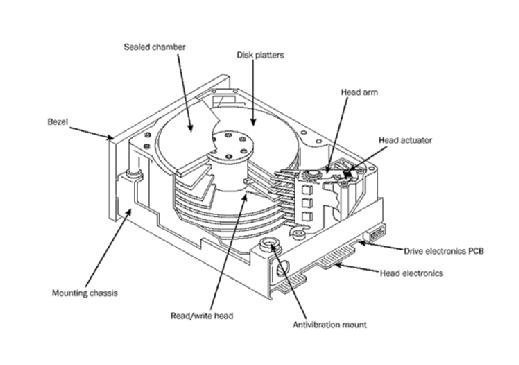 Sealed chamber
Disk platters
Head arm
Bezel
Head actuator
Drive electronics PCB
Head electronics
Mounting chassis
Read/write head
Antivibration mount